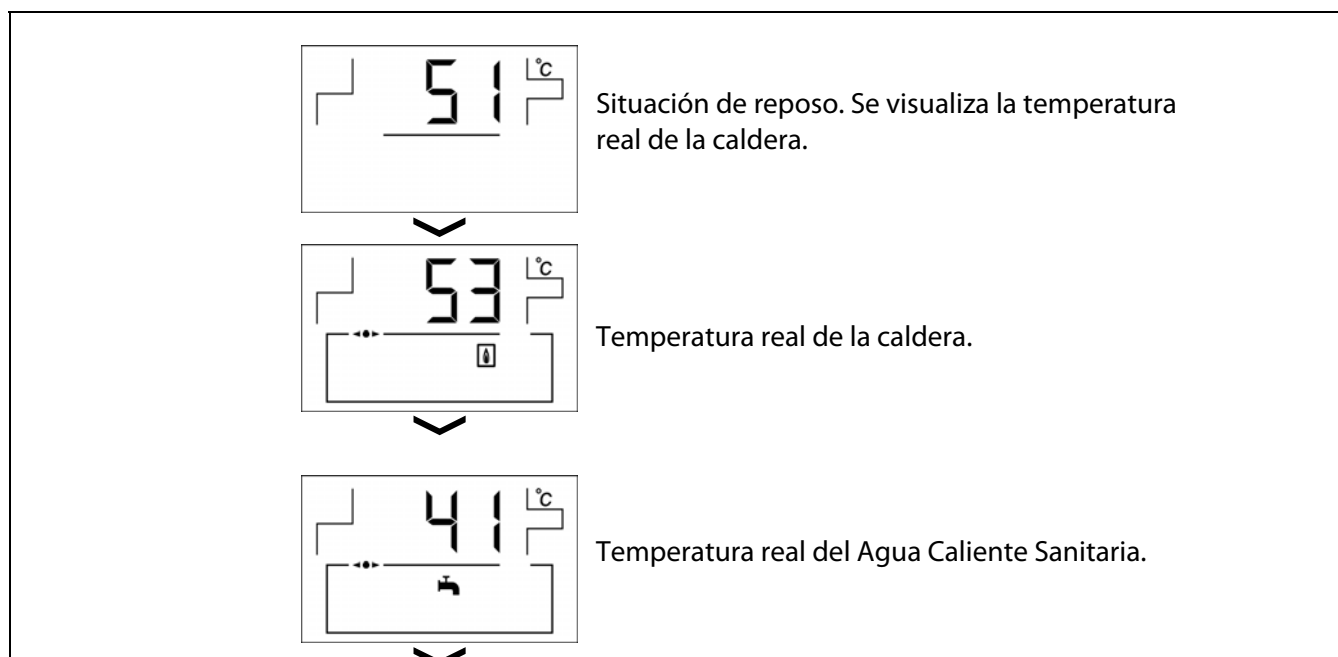 51 °C
Situación de reposo. Se visualiza la temperatura
real de la caldera.
53 °C
Temperatura real de la caldera.
41 °C
Temperatura real del Agua Caliente Sanitaria.